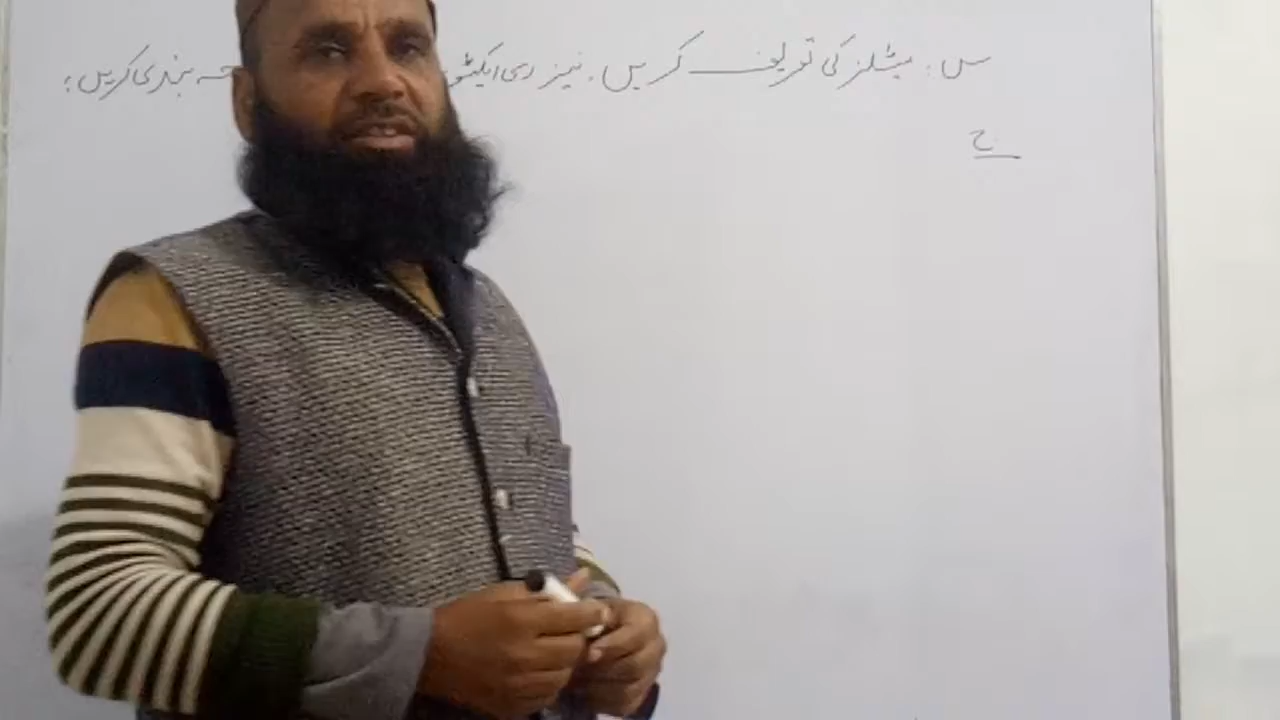 س: میٹلز کی تعریف کریں۔ نیز ری ایکٹو بندی کریں؟
ج